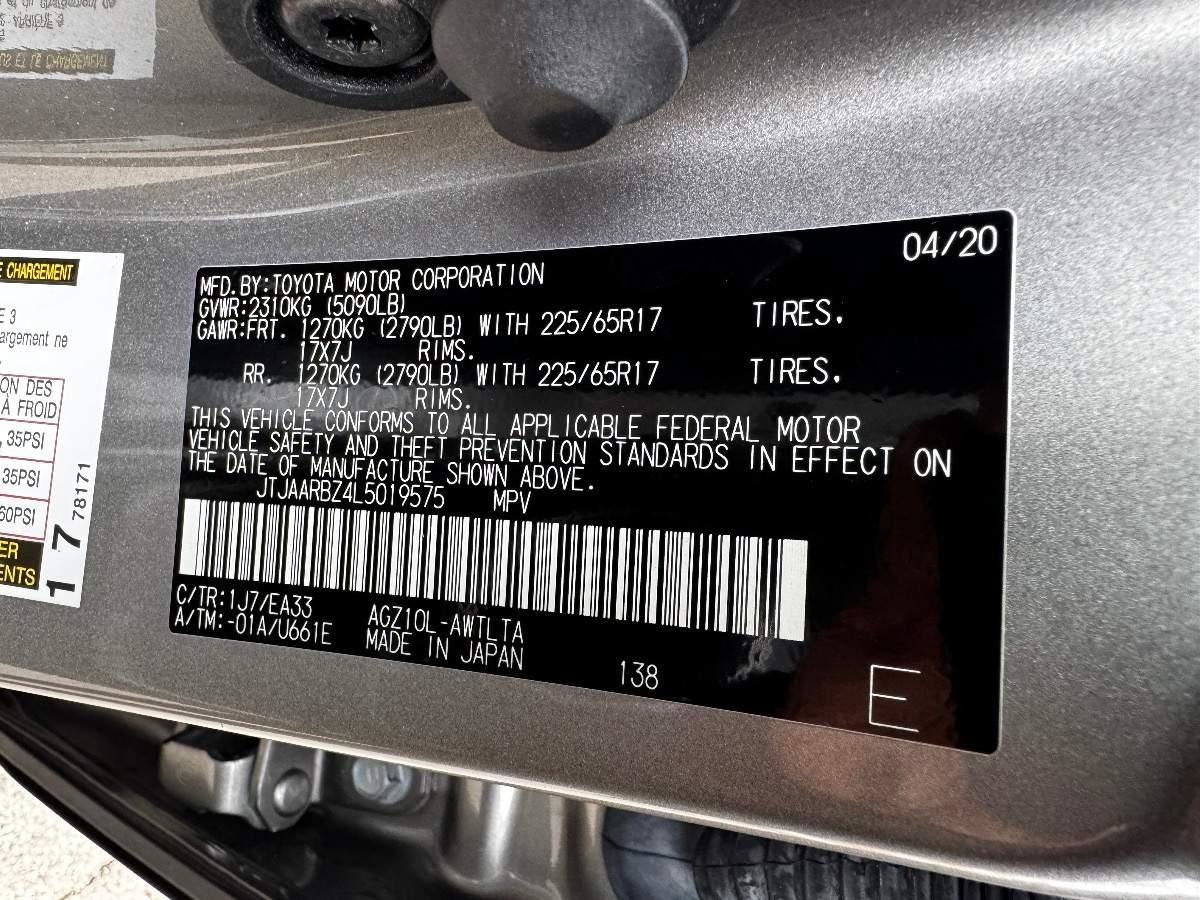 04/20
MFD.BY:TOYOTA MOTOR CORPORATION
GVWR:2310KG (5090LB)
GAWR:FRT. 1270KG (2790LB) WITH 225/65R17 TIRES.
17X7J RIMS.
RR. 1270KG (2790LB) WITH 225/65R17 TIRES.
17X7J RIMS.
THIS VEHICLE CONFORMS TO ALL APPLICABLE FEDERAL MOTOR
VEHICLE SAFETY AND THEFT PREVENTION STANDARDS IN EFFECT ON
THE DATE OF MANUFACTURE SHOWN ABOVE.
JTJAARBZ4L5019575 MPV
C/TR:1J7/EA33 AGZ10L-AWTLTA
A/TM:-01A/U661E MADE IN JAPAN
138
E
CHARGEMENT
3
ne
ON DES
À FROID
35PSI
35PSI
60PSI
17
78171